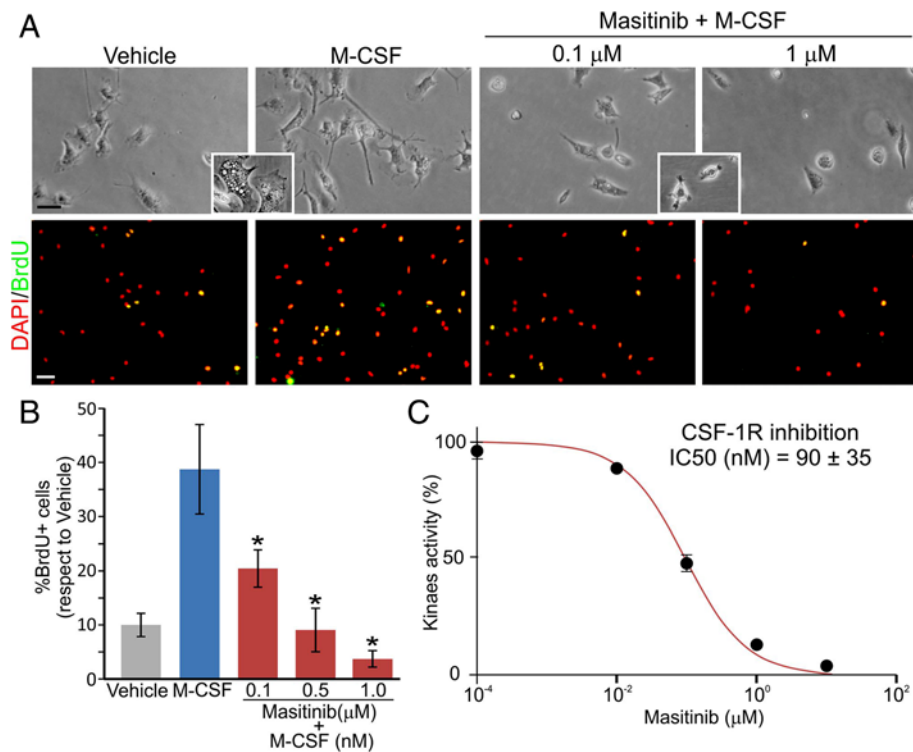 A
Vehicle
M-CSF
Masitinib + M-CSF
0.1 μM
1 μM
DAPI/BrdU
B
%BrdU+ cells
(respect to Vehicle)
50
40
30
20
10
0
*
*
*
Vehicle M-CSF 0.1 0.5 1.0
Masitinib(μM)
+
M-CSF (nM)
C
CSF-1R inhibition
IC50 (nM) = 90 ± 35
Kinaes activity (%)
100
50
0
10⁻⁴ 10⁻² 10⁰ 10²
Masitinib (μM)